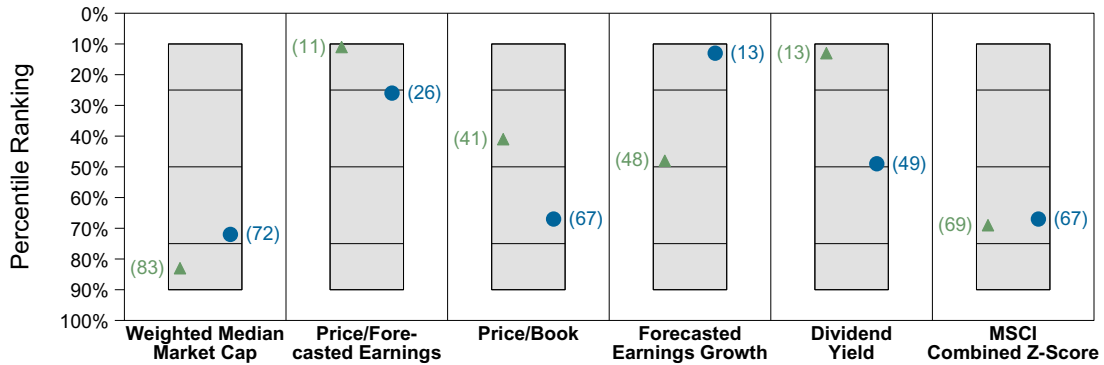 Percentile Ranking
0%
10%
20%
30%
40%
50%
60%
70%
80%
90%
100%
(83)
(72)
(11)
(26)
(41)
(67)
(48)
(13)
(13)
(49)
(69)
(67)
Weighted Median
Market Cap
Price/Fore-
casted Earnings
Price/Book
Forecasted
Earnings Growth
Dividend
Yield
MSCI
Combined Z-Score